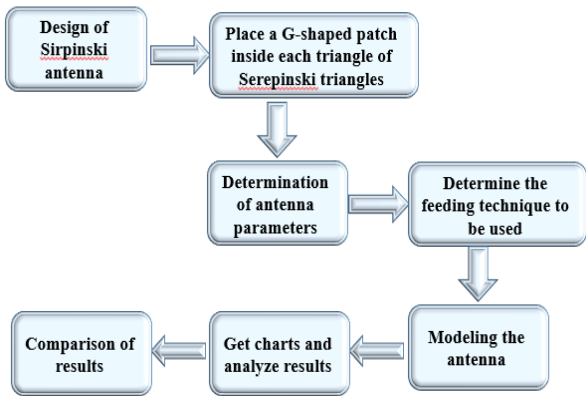 Design of
Sirpinski
antenna
Place a G-shaped patch
inside each triangle of
Serepinski triangles
Determination
of antenna
parameters
Determine the
feeding technique to
be used
Modeling the
antenna
Get charts and
analyze results
Comparison of
results